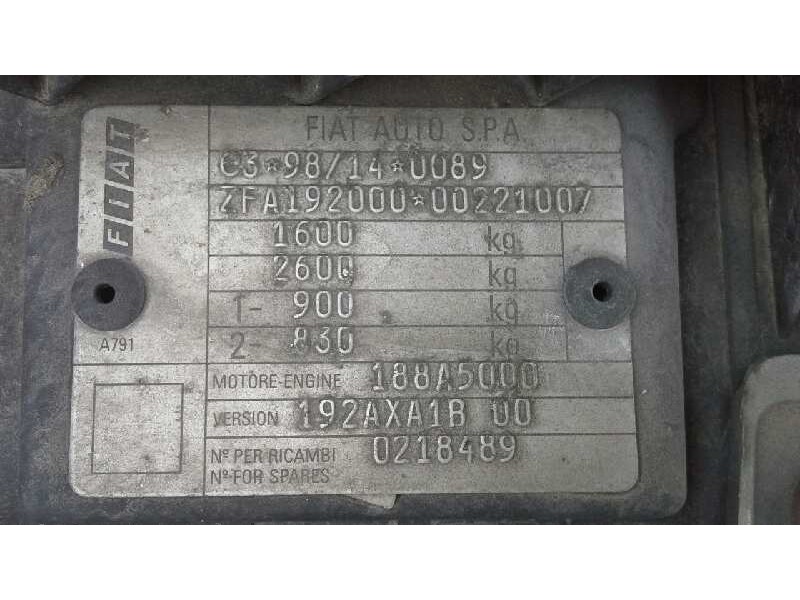 FIAT
FIAT AUTO S.P.A
e3*98/14*0089
ZFA192000*00221007
1600 kg
2600 kg
1- 900 kg
2- 830 kg
A791
MOTORE-ENGINE 188A5000
VERSION 192AXA1B 00
Nº PER RICAMBI 0218489
Nº FOR SPARES